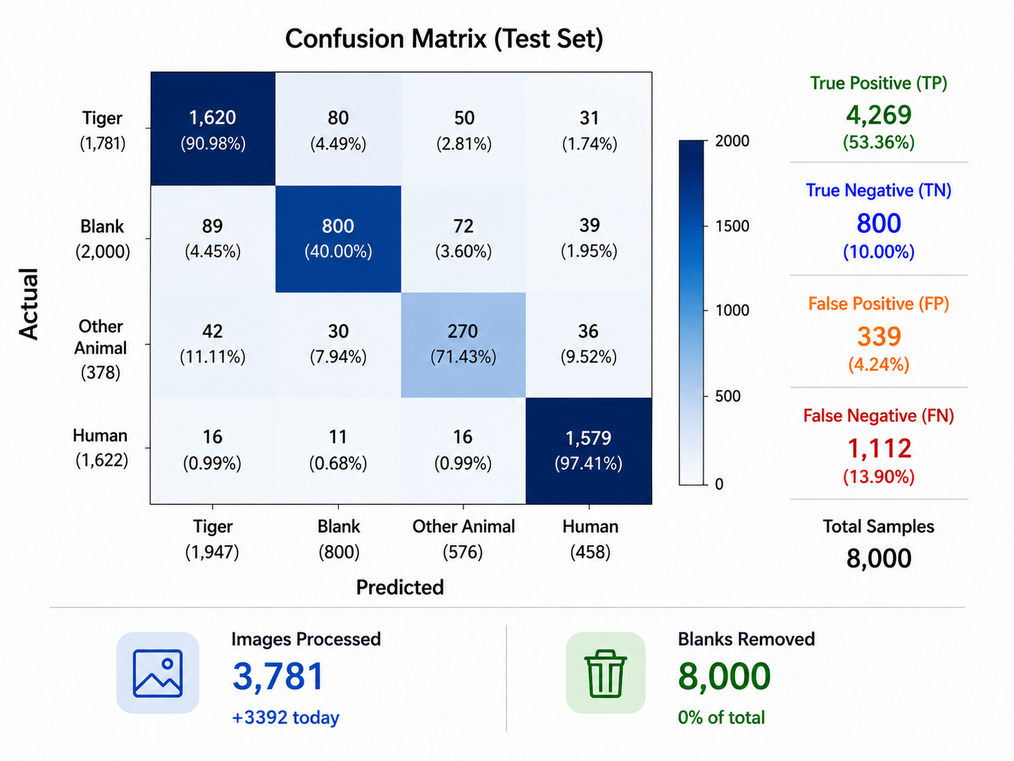 Confusion Matrix (Test Set)
Actual
Tiger
(1,781)
1,620
(90.98%)
80
(4.49%)
50
(2.81%)
31
(1.74%)
Blank
(2,000)
89
(4.45%)
800
(40.00%)
72
(3.60%)
39
(1.95%)
Other
Animal
(378)
42
(11.11%)
30
(7.94%)
270
(71.43%)
36
(9.52%)
Human
(1,622)
16
(0.99%)
11
(0.68%)
16
(0.99%)
1,579
(97.41%)
Tiger
(1,947)
Blank
(800)
Other Animal
(576)
Human
(458)
Predicted
2000
1500
1000
500
0
True Positive (TP)
4,269
(53.36%)
True Negative (TN)
800
(10.00%)
False Positive (FP)
339
(4.24%)
False Negative (FN)
1,112
(13.90%)
Total Samples
8,000
Images Processed
3,781
+3392 today
Blanks Removed
8,000
0% of total